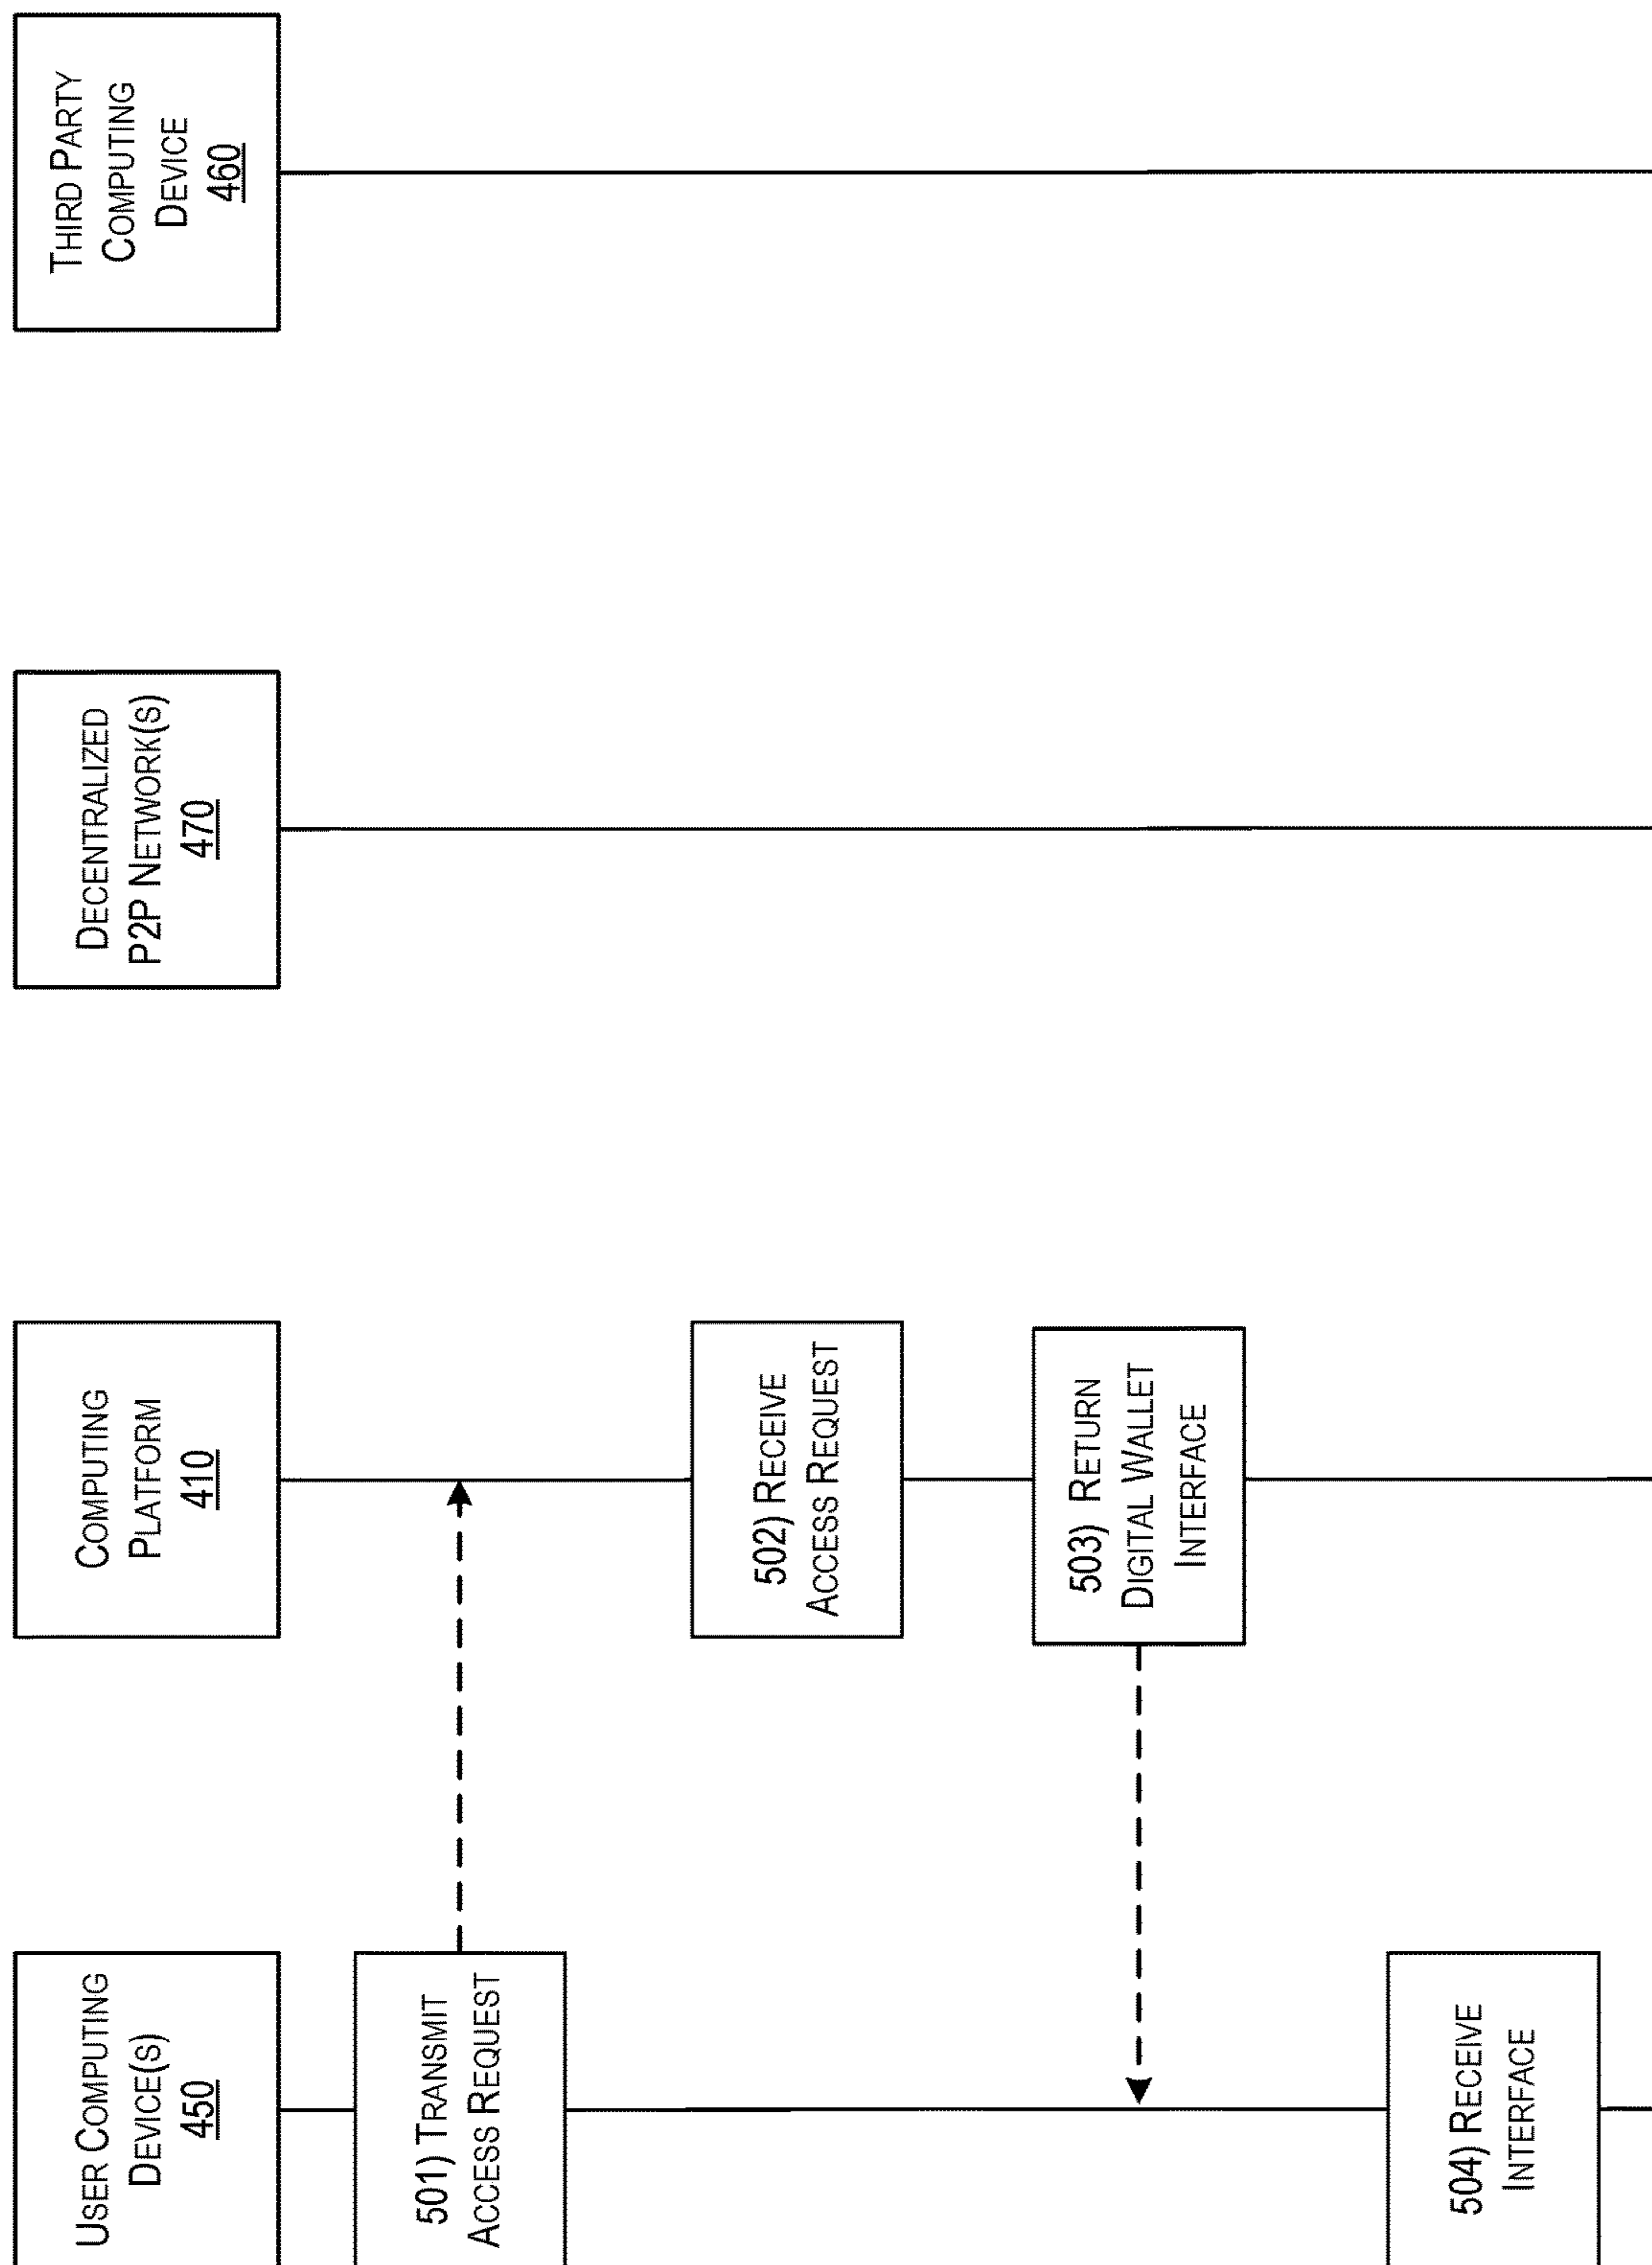 USER COMPUTING
DEVICE(S)
450
COMPUTING
PLATFORM
410
DECENTRALIZED
P2P NETWORK(S)
470
THIRD PARTY
COMPUTING
DEVICE
460
501) TRANSMIT
ACCESS REQUEST
502) RECEIVE
ACCESS REQUEST
503) RETURN
DIGITAL WALLET
INTERFACE
504) RECEIVE
INTERFACE